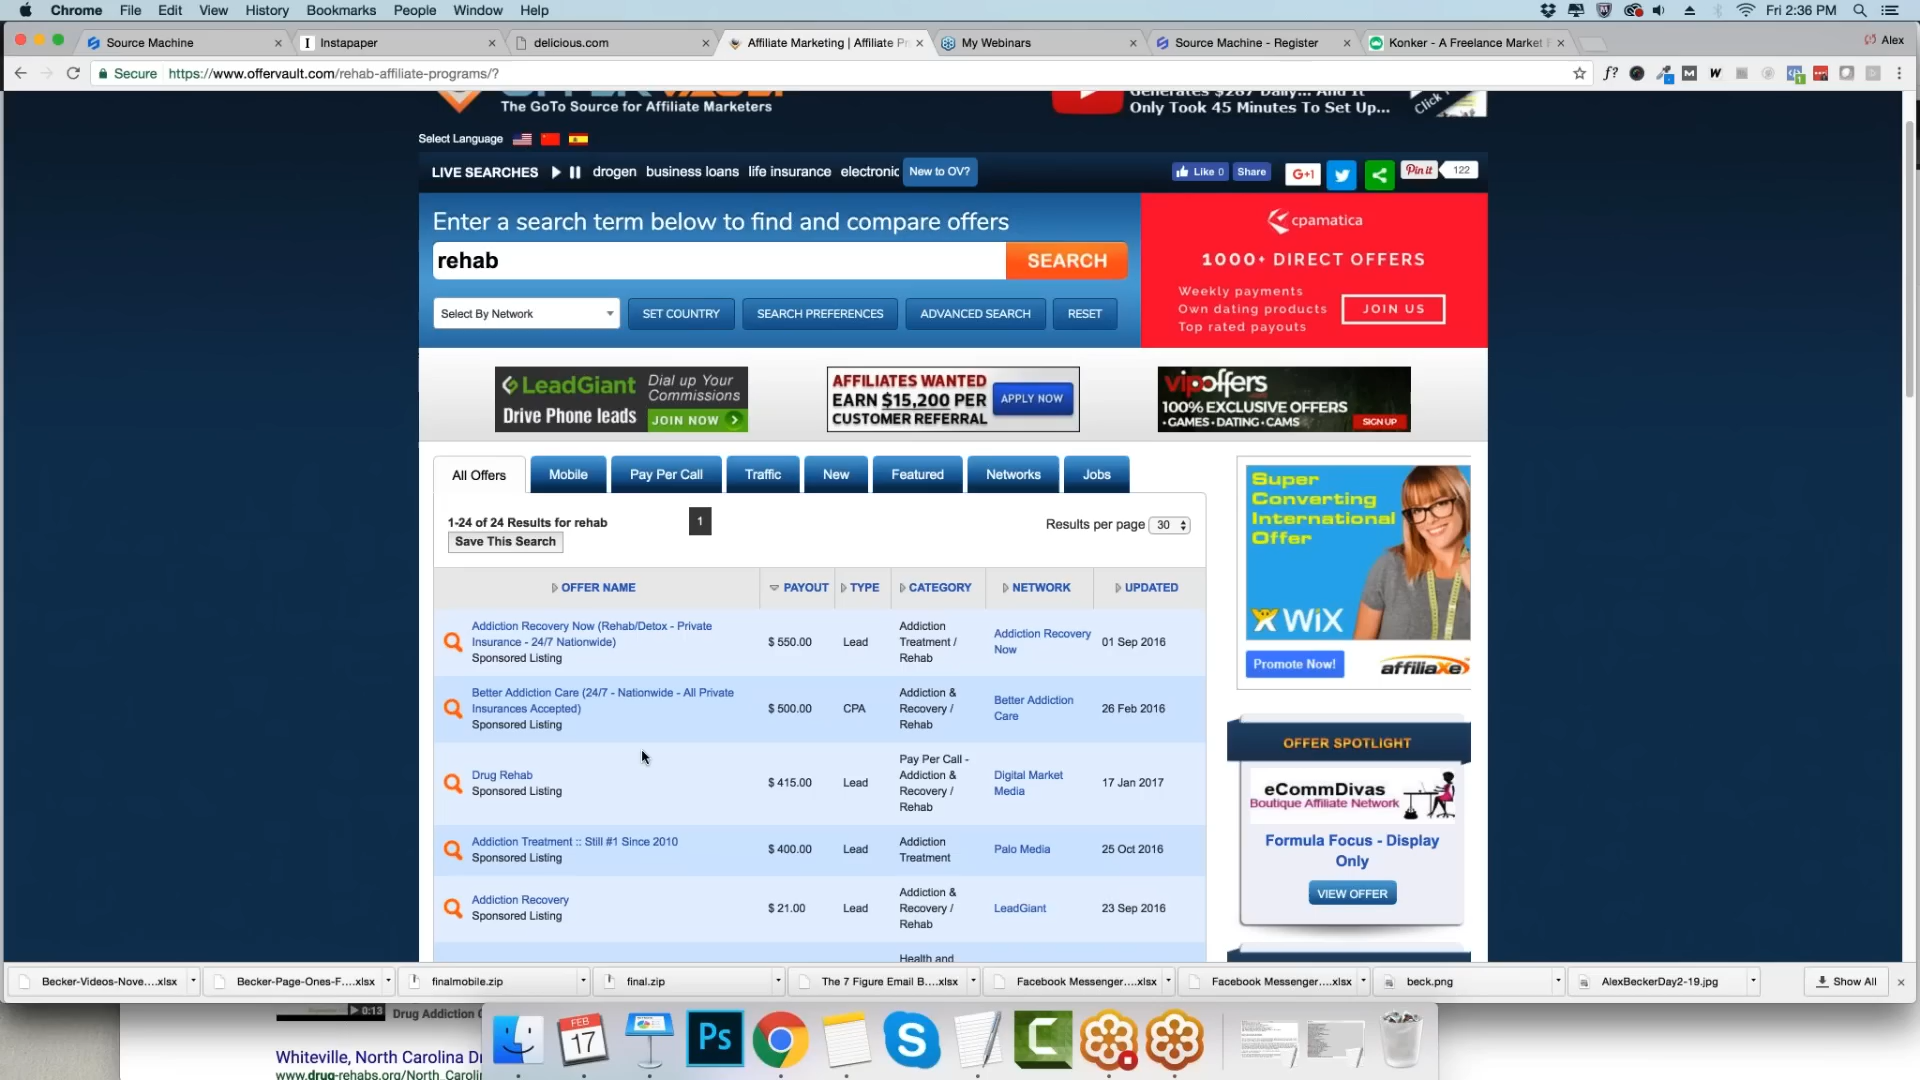 Chrome File Edit View History Bookmarks People Window Help Fri 2:36 PM
Source Machine
Instapaper
delicious.com
Affiliate Marketing | Affiliate Pr
My Webinars
Source Machine - Register
Konker - A Freelance Market
Alex
Secure https://www.offervault.com/rehab-affiliate-programs/?
The GoTo Source for Affiliate Marketers
Generates $287 Daily... And It
Only Took 45 Minutes To Set Up...
Click
Select Language
LIVE SEARCHES drogen business loans life insurance electronic New to OV?
Like 0 Share G+1 Pin it 122
Enter a search term below to find and compare offers
rehab SEARCH
Select By Network SET COUNTRY SEARCH PREFERENCES ADVANCED SEARCH RESET
cpamatica
1000+ DIRECT OFFERS
Weekly payments
Own dating products
Top rated payouts
JOIN US
LeadGiant
Drive Phone leads
Dial up Your
Commissions
JOIN NOW
AFFILIATES WANTED
EARN $15,200 PER
CUSTOMER REFERRAL
APPLY NOW
vipoffers
100% EXCLUSIVE OFFERS
• GAMES • DATING • CAMS
SIGN UP
All Offers Mobile Pay Per Call Traffic New Featured Networks Jobs
1-24 of 24 Results for rehab
Save This Search
1
Results per page 30
OFFER NAME PAYOUT TYPE CATEGORY NETWORK UPDATED
Addiction Recovery Now (Rehab/Detox - Private
Insurance - 24/7 Nationwide)
Sponsored Listing
$ 550.00
Lead
Addiction
Treatment /
Rehab
Addiction Recovery
Now
01 Sep 2016
Better Addiction Care (24/7 - Nationwide - All Private
Insurances Accepted)
Sponsored Listing
$ 500.00
CPA
Addiction &
Recovery /
Rehab
Better Addiction
Care
26 Feb 2016
Drug Rehab
Sponsored Listing
$ 415.00
Lead
Pay Per Call -
Addiction &
Recovery /
Rehab
Digital Market
Media
17 Jan 2017
Addiction Treatment :: Still #1 Since 2010
Sponsored Listing
$ 400.00
Lead
Addiction
Treatment
Palo Media
25 Oct 2016
Addiction Recovery
Sponsored Listing
$ 21.00
Lead
Addiction &
Recovery /
Rehab
LeadGiant
23 Sep 2016
Health and
Super
Converting
International
Offer
WiX
Promote Now!
affiliaXe
OFFER SPOTLIGHT
eCommDivas
Boutique Affiliate Network
Formula Focus - Display
Only
VIEW OFFER
Becker-Videos-Nove....xlsx
Becker-Page-Ones-F....xlsx
finalmobile.zip
final.zip
The 7 Figure Email B....xlsx
Facebook Messenger....xlsx
Facebook Messenger....xlsx
beck.png
AlexBeckerDay2-19.jpg
Show All
0:13
Drug Addiction
Whiteville, North Carolina
www.drug-rehabs.org/North_Caroli
FEB
17
Ps